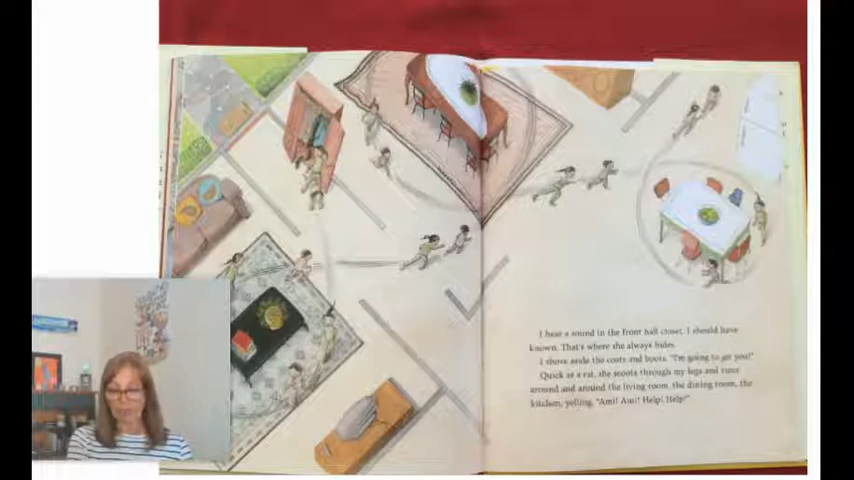 I hear a sound in the front hall closet. I should have
known. That's where she always hides.
I shove aside the coats and boots. "I'm going to get you!"
Quick as a rat, she scoots through my legs and runs
around and around the living room, the dining room, the
kitchen, yelling, "Ami! Ami! Help! Help!"